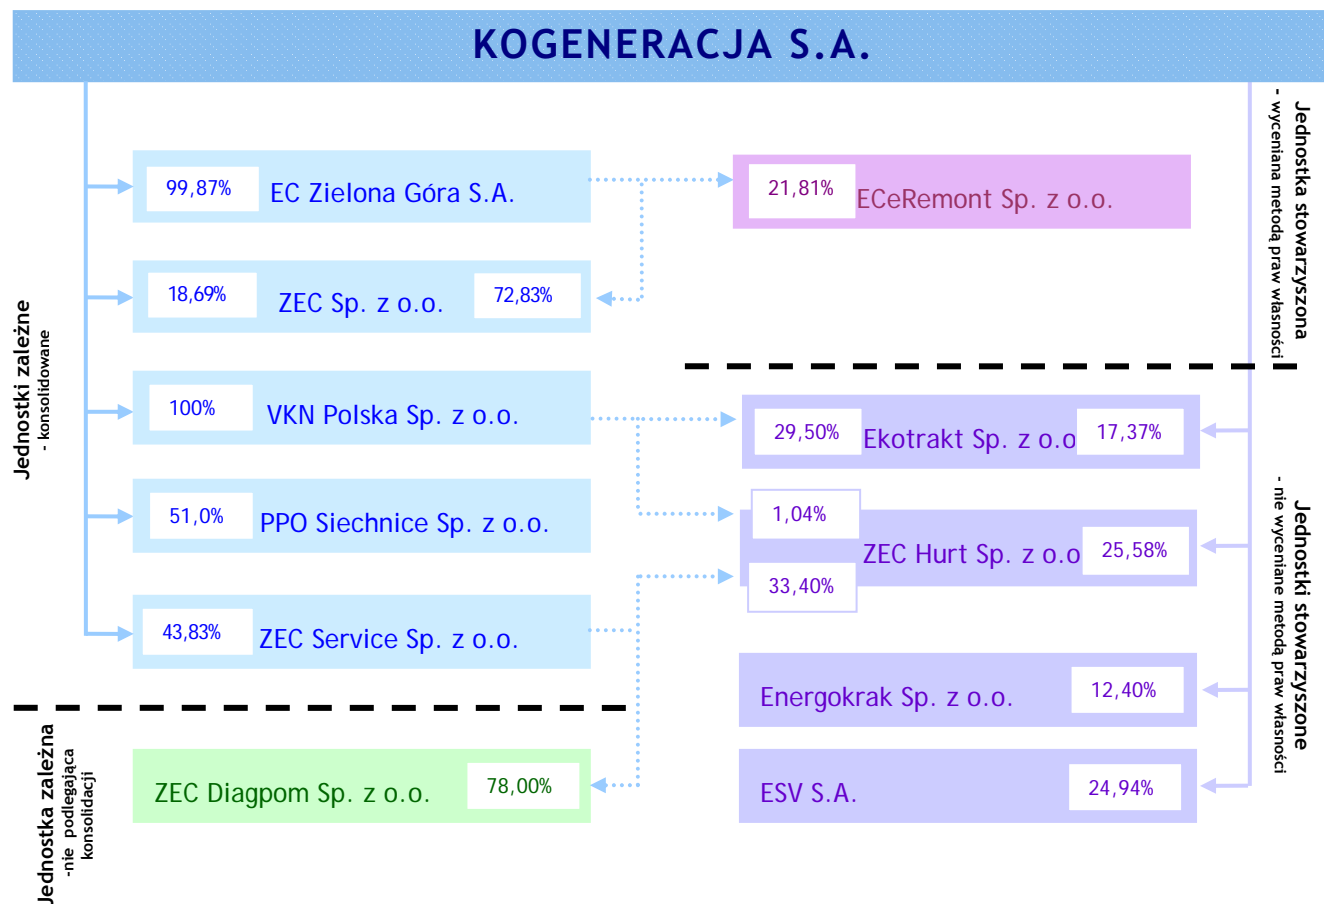 KOGENERACJA S.A.
Jednostki zależne
- konsolidowane
99,87% EC Zielona Góra S.A.
18,69% ZEC Sp. z o.o. 72,83%
100% VKN Polska Sp. z o.o.
51,0% PPO Siechnice Sp. z o.o.
43,83% ZEC Service Sp. z o.o.
Jednostka zależna
-nie podlegająca
konsolidacji
ZEC Diagpom Sp. z o.o. 78,00%
21,81% ECeRemont Sp. z o.o.
Jednostka stowarzyszona
- wyceniana metodą praw własności
29,50% Ekotrakt Sp. z o.o 17,37%
1,04%
ZEC Hurt Sp. z o.o 25,58%
33,40%
Energokrak Sp. z o.o. 12,40%
ESV S.A. 24,94%
Jednostki stowarzyszone
- nie wyceniane metodą praw własności